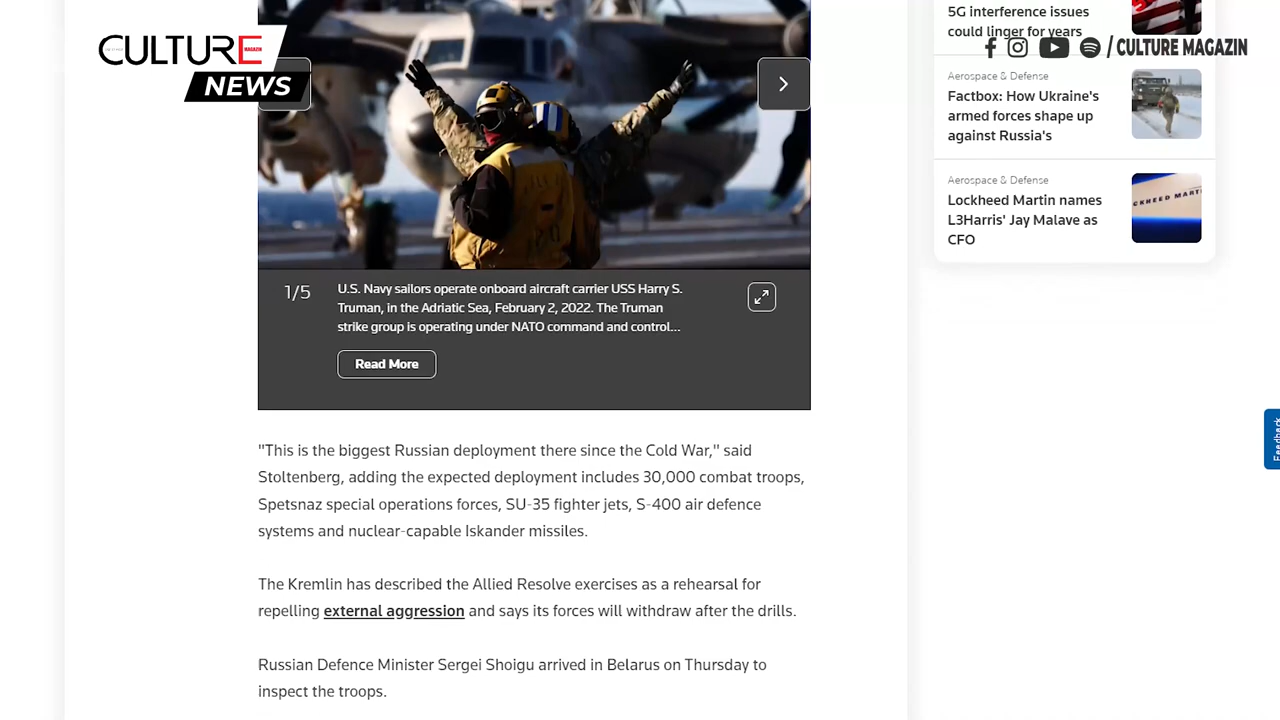 CULTURE
MAGAZIN
NEWS
/ CULTURE MAGAZIN
5G interference issues
could linger for years
Aerospace & Defense
Factbox: How Ukraine's
armed forces shape up
against Russia's
Aerospace & Defense
Lockheed Martin names
L3Harris' Jay Malave as
CFO
CKHEED MART
1/5
U.S. Navy sailors operate onboard aircraft carrier USS Harry S.
Truman, in the Adriatic Sea, February 2, 2022. The Truman
strike group is operating under NATO command and control...
Read More
Feedback
"This is the biggest Russian deployment there since the Cold War," said
Stoltenberg, adding the expected deployment includes 30,000 combat troops,
Spetsnaz special operations forces, SU-35 fighter jets, S-400 air defence
systems and nuclear-capable Iskander missiles.
The Kremlin has described the Allied Resolve exercises as a rehearsal for
repelling external aggression and says its forces will withdraw after the drills.
Russian Defence Minister Sergei Shoigu arrived in Belarus on Thursday to
inspect the troops.